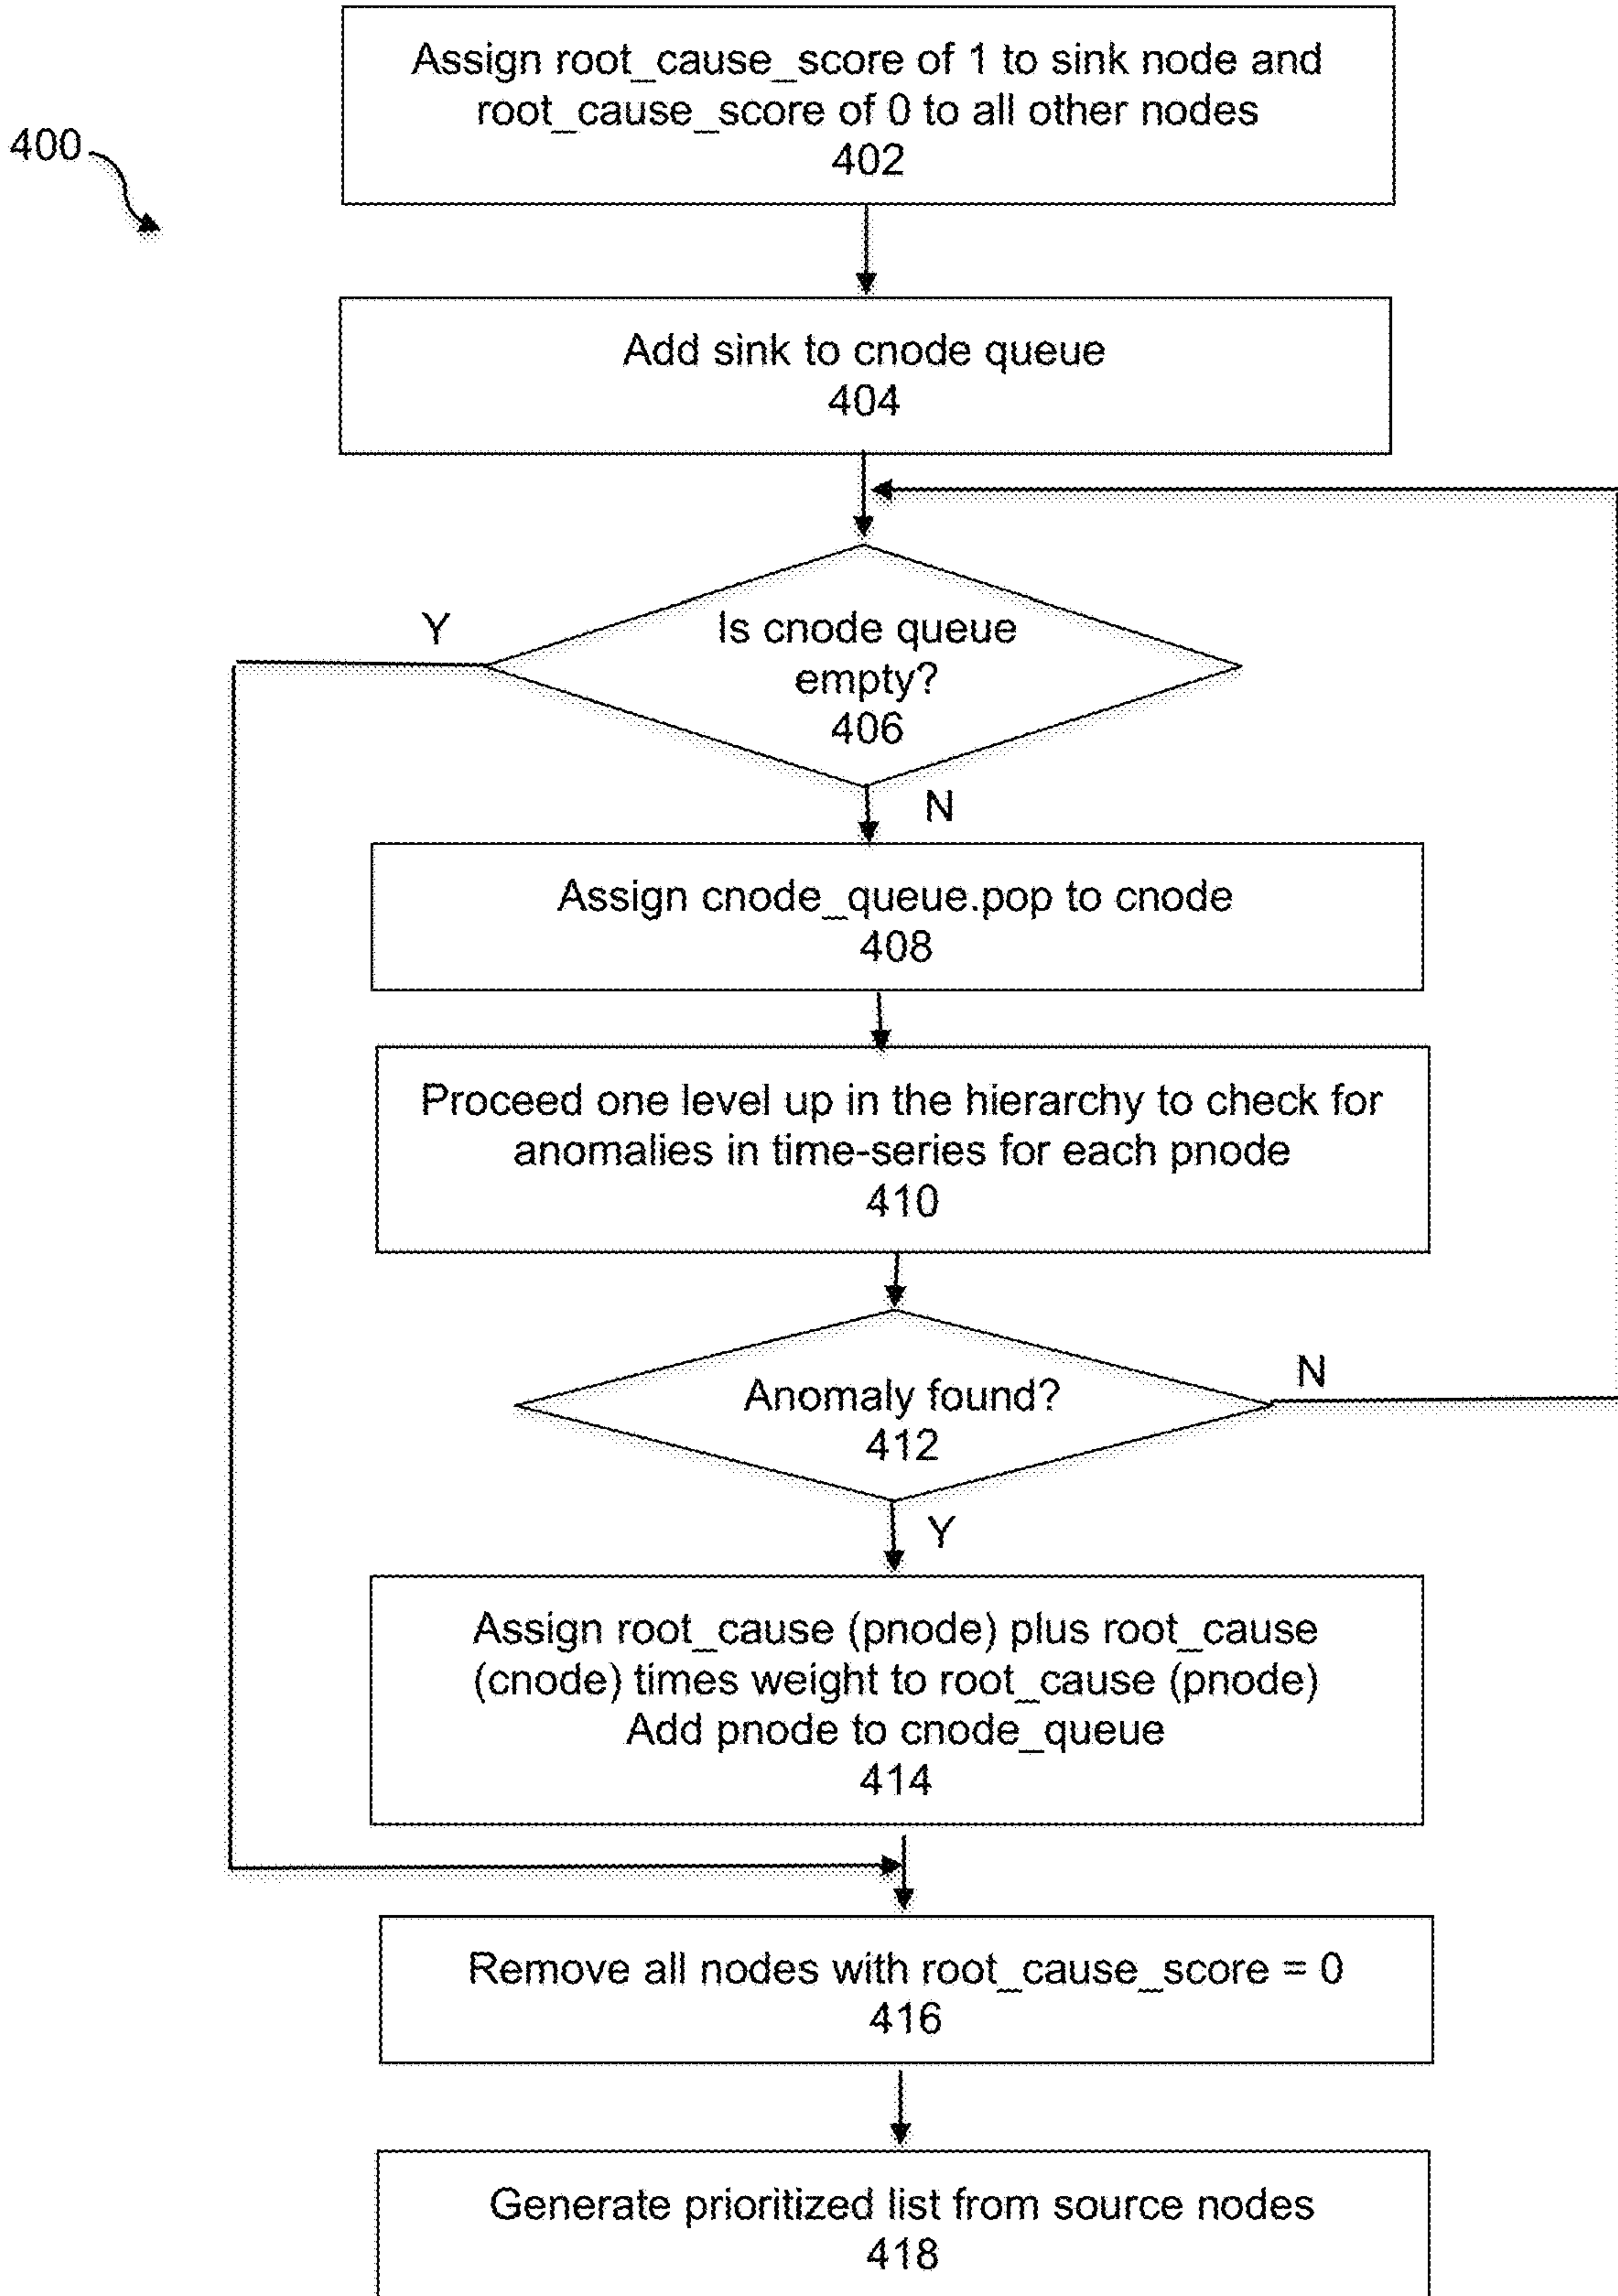 Assign root_cause_score of 1 to sink node and
root_cause_score of 0 to all other nodes
402
400
Add sink to cnode queue
404
Y
Is cnode queue
empty?
406
N
Assign cnode_queue.pop to cnode
408
Proceed one level up in the hierarchy to check for
anomalies in time-series for each pnode
410
Anomaly found?
412
N
Y
Assign root_cause (pnode) plus root_cause
(cnode) times weight to root_cause (pnode)
Add pnode to cnode_queue
414
Remove all nodes with root_cause_score = 0
416
Generate prioritized list from source nodes
418